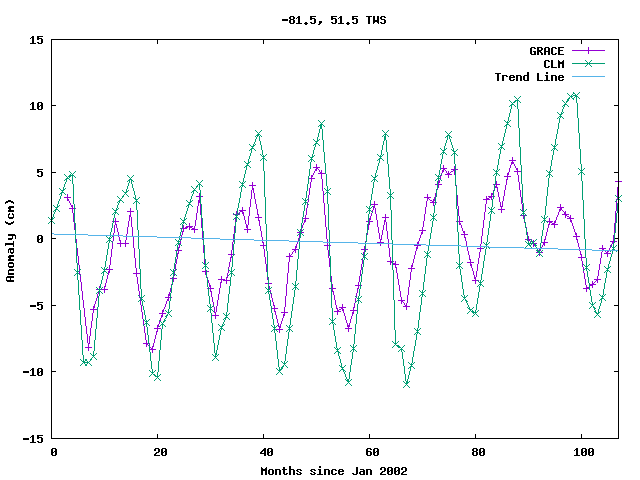 -81.5, 51.5 TWS
15
10
5
0
-5
-10
-15
Anomaly (cm)
GRACE
CLM
Trend Line
0 20 40 60 80 100
Months since Jan 2002